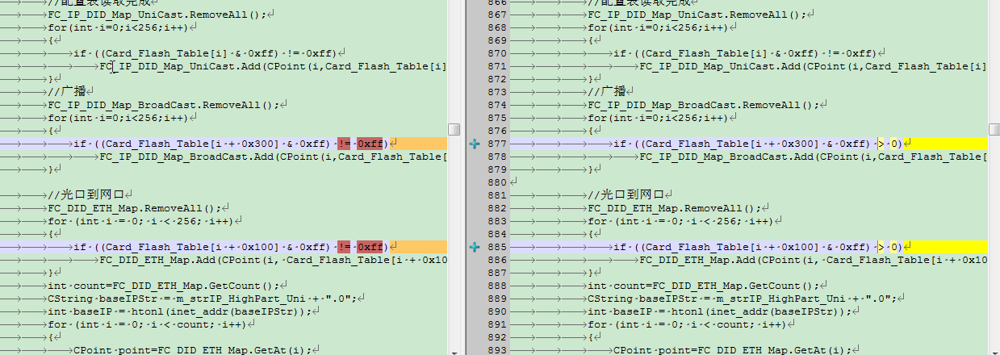 //配置表读取完成
FC_IP_DID_Map_UniCast.RemoveAll();
for(int i=0;i<256;i++)
{
if ((Card_Flash_Table[i] & 0xff) != 0xff)
FC_IP_DID_Map_UniCast.Add(CPoint(i,Card_Flash_Table[i]
}
//广播
FC_IP_DID_Map_BroadCast.RemoveAll();
for(int i=0;i<256;i++)
{
if ((Card_Flash_Table[i + 0x300] & 0xff) != 0xff)
FC_IP_DID_Map_BroadCast.Add(CPoint(i,Card_Flash_Table[
}
//光口到网口
FC_DID_ETH_Map.RemoveAll();
for (int i = 0; i < 256; i++)
{
if ((Card_Flash_Table[i + 0x100] & 0xff) != 0xff)
FC_DID_ETH_Map.Add(CPoint(i, Card_Flash_Table[i + 0x10
}
int count=FC_DID_ETH_Map.GetCount();
CString baseIPStr = m_strIP_HighPart_Uni + ".0";
int baseIP = htonl(inet_addr(baseIPStr));
for (int i = 0; i < count; i++)
{
CPoint point=FC_DID_ETH_Map.GetAt(i);
866 //配置表读取完成
867 FC_IP_DID_Map_UniCast.RemoveAll();
868 for(int i=0;i<256;i++)
869 {
870 if ((Card_Flash_Table[i] & 0xff) != 0xff)
871 FC_IP_DID_Map_UniCast.Add(CPoint(i,Card_Flash_Table[i]
872 }
873 //广播
874 FC_IP_DID_Map_BroadCast.RemoveAll();
875 for(int i=0;i<256;i++)
876 {
877 if ((Card_Flash_Table[i + 0x300] & 0xff) > 0)
878 FC_IP_DID_Map_BroadCast.Add(CPoint(i,Card_Flash_Table[
879 }
880
881 //光口到网口
882 FC_DID_ETH_Map.RemoveAll();
883 for (int i = 0; i < 256; i++)
884 {
885 if ((Card_Flash_Table[i + 0x100] & 0xff) > 0)
886 FC_DID_ETH_Map.Add(CPoint(i, Card_Flash_Table[i + 0x10
887 }
888 int count=FC_DID_ETH_Map.GetCount();
889 CString baseIPStr = m_strIP_HighPart_Uni + ".0";
890 int baseIP = htonl(inet_addr(baseIPStr));
891 for (int i = 0; i < count; i++)
892 {
893 CPoint point=FC_DID_ETH_Map.GetAt(i);